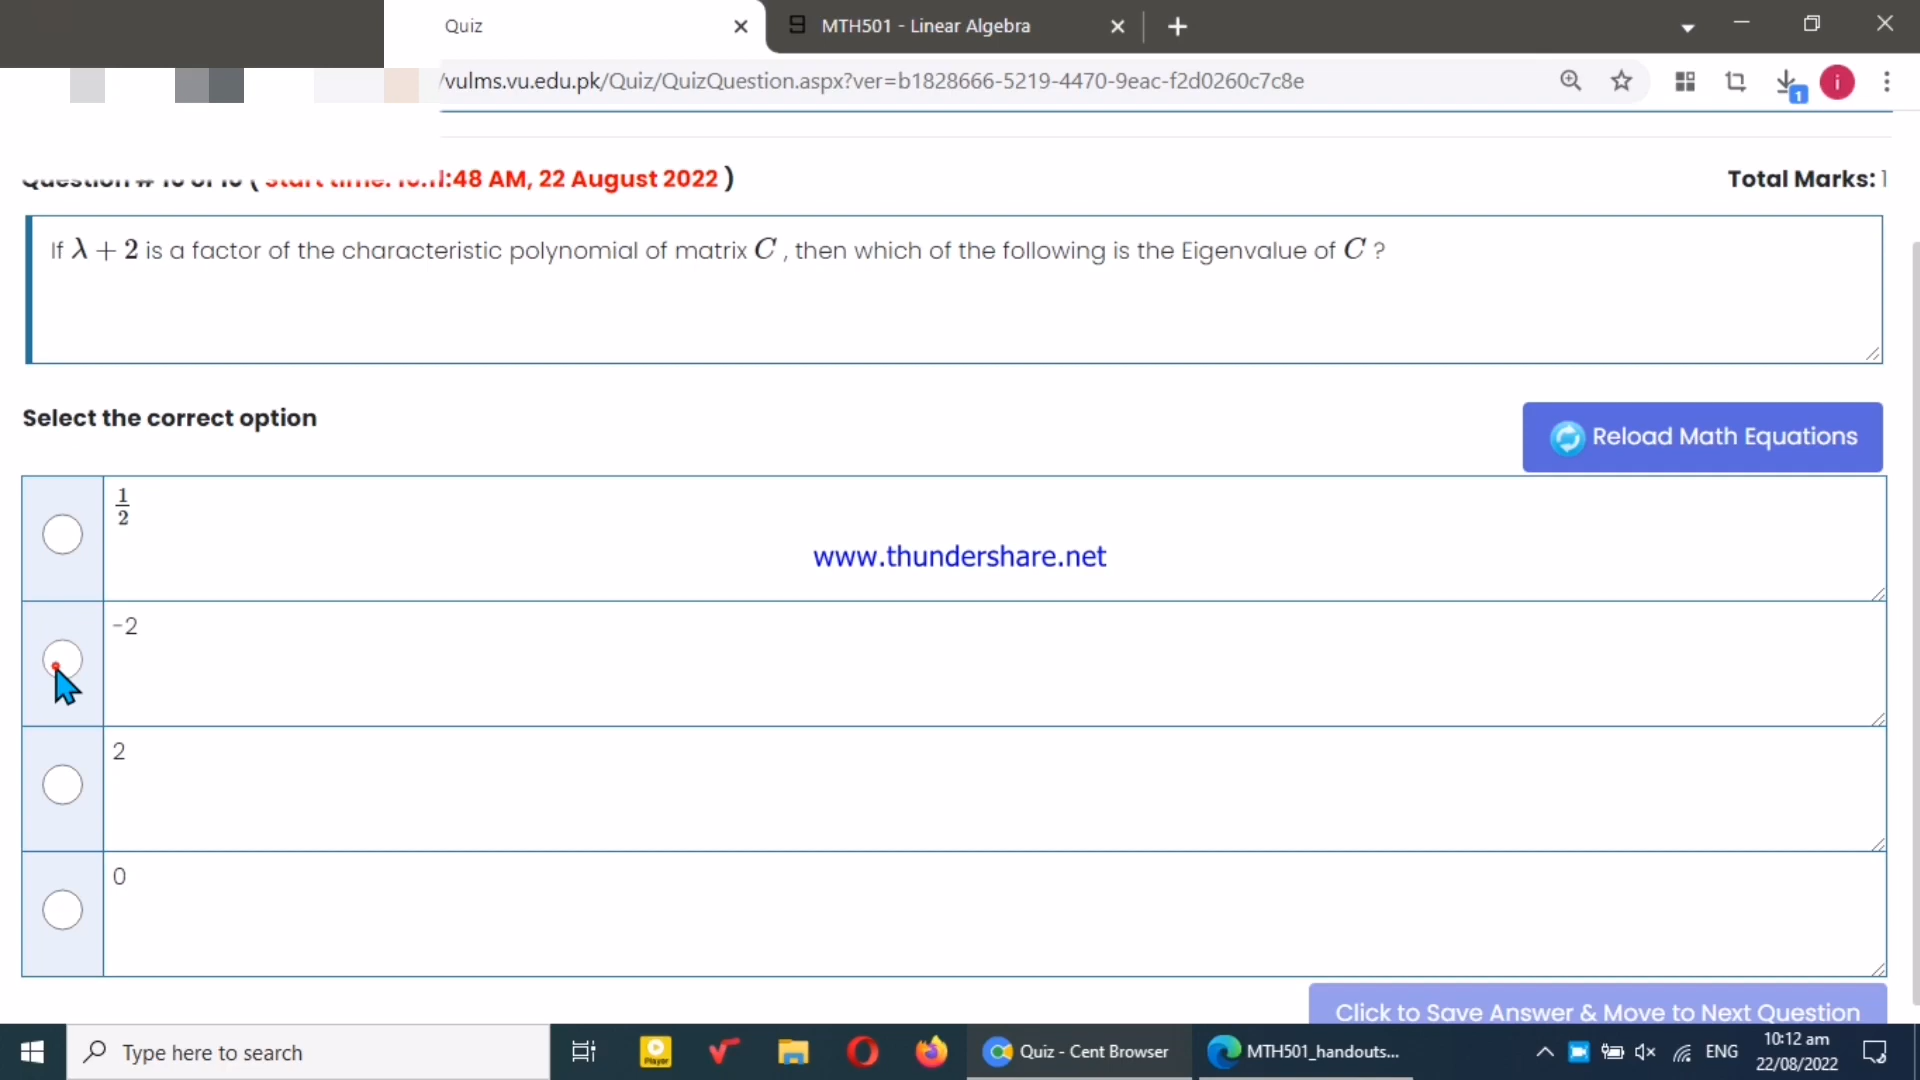 Quiz
MTH501 - Linear Algebra
/vulms.vu.edu.pk/Quiz/QuizQuestion.aspx?ver=b1828666-5219-4470-9eac-f2d0260c7c8e
1
i
:48 AM, 22 August 2022 )
Total Marks: 1
If λ + 2 is a factor of the characteristic polynomial of matrix C , then which of the following is the Eigenvalue of C ?
Select the correct option
Reload Math Equations
1/2
www.thundershare.net
-2
2
0
Click to Save Answer & Move to Next Question
Type here to search
Player
Quiz - Cent Browser
MTH501_handouts...
ENG
10:12 am
22/08/2022